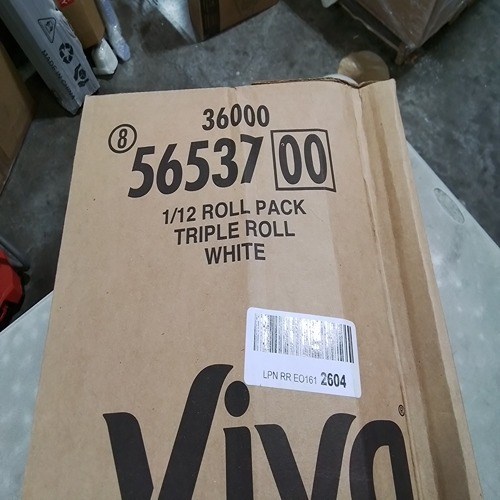 36000
8 56537 00
1/12 ROLL PACK
TRIPLE ROLL
WHITE
LPN RR EO161 2604
Viva®